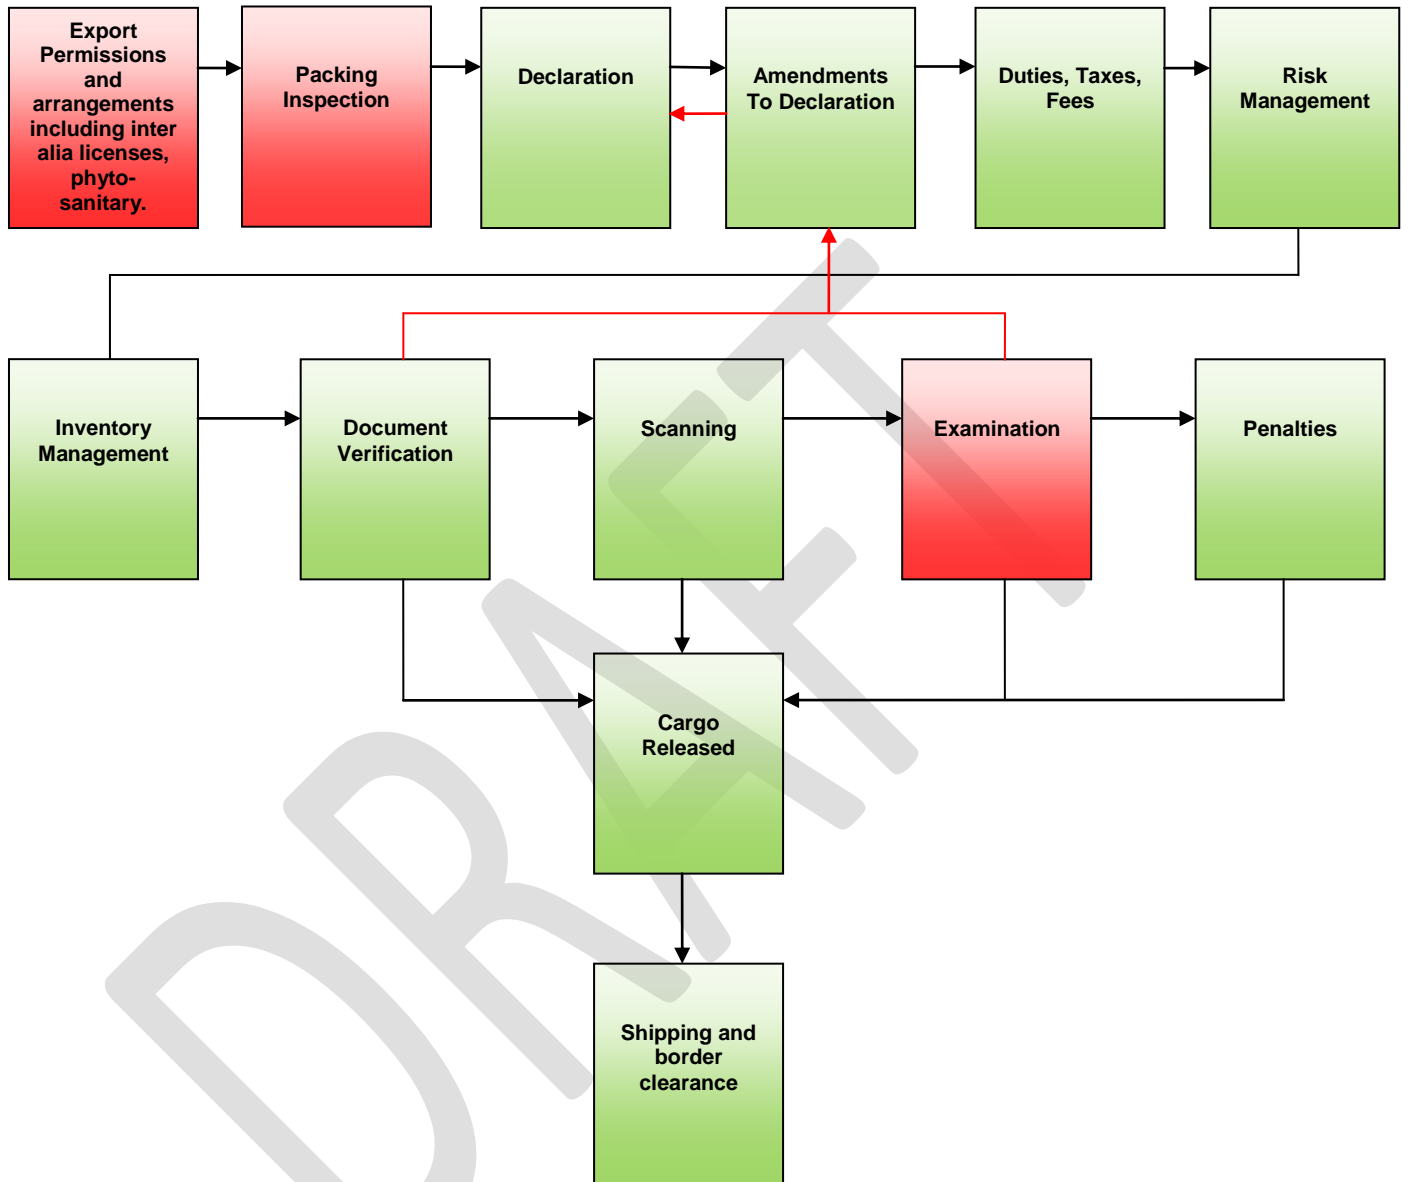 Export
Permissions
and
arrangements
including inter
alia licenses,
phyto-
sanitary.
Packing
Inspection
Declaration
Amendments
To Declaration
Duties, Taxes,
Fees
Risk
Management
Inventory
Management
Document
Verification
Scanning
Examination
Penalties
Cargo
Released
Shipping and
border
clearance
DRAFT